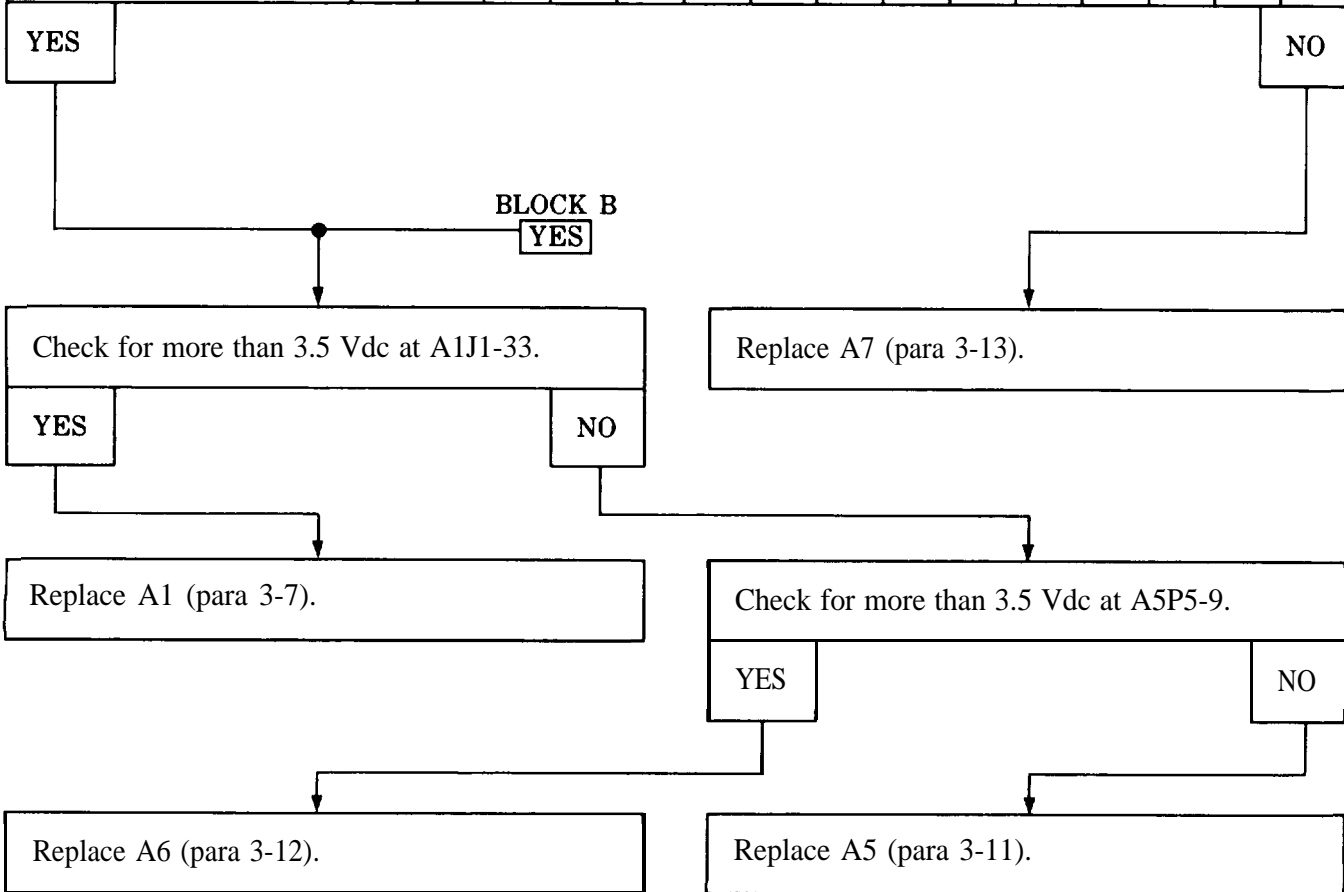 YES
NO
BLOCK B
YES
Check for more than 3.5 Vdc at A1J1-33.
Replace A7 (para 3-13).
YES
NO
Replace A1 (para 3-7).
Check for more than 3.5 Vdc at A5P5-9.
YES
NO
Replace A6 (para 3-12).
Replace A5 (para 3-11).